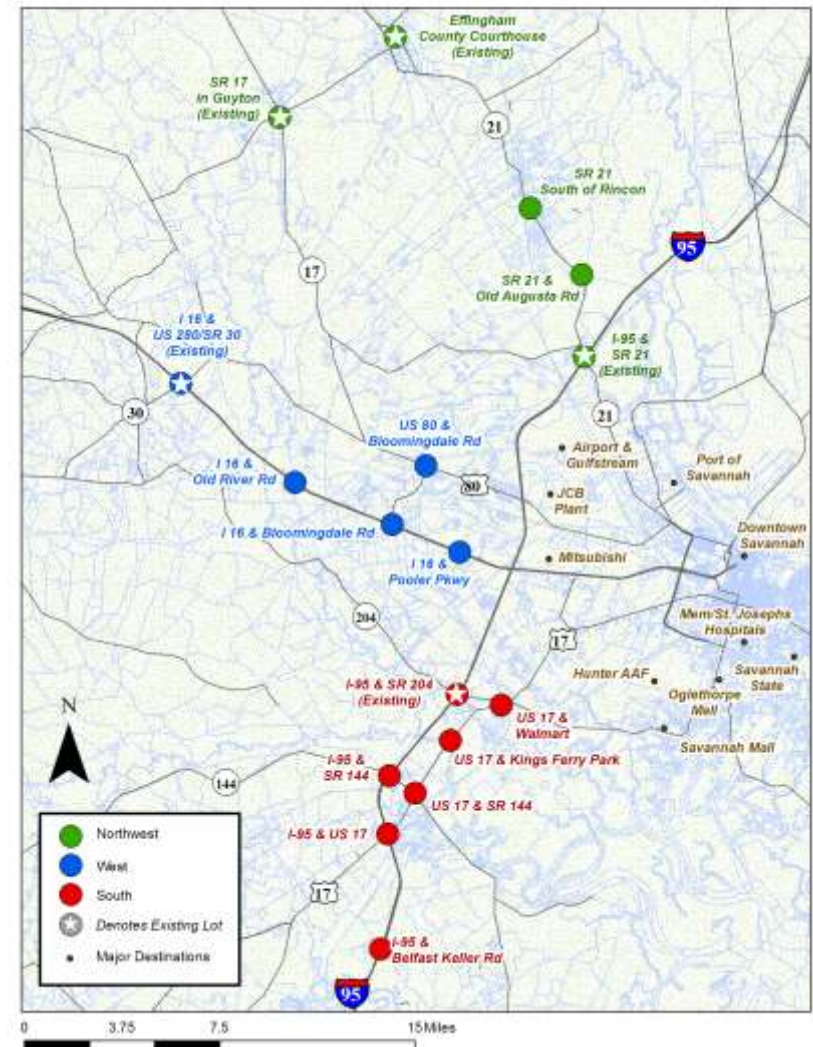 Effingham
County Courthouse
(Existing)
SR 17
in Guyton
(Existing)
21
SR 21
South of Rincon
95
17
SR 21 &
Old Augusta Rd
I 16 &
US 280/SR 30
(Existing)
I-95 &
SR 21
(Existing)
30
21
US 80 &
Bloomingdale Rd
Airport &
Gulfstream
Port of
Savannah
I 16 &
Old River Rd
80
JCB
Plant
I 16 & Bloomingdale Rd
Downtown
Savannah
I 16 &
Pooler Pkwy
Mitsubishi
204
17
Mem/St. Josephs
Hospitals
I-95 & SR 204
(Existing)
Hunter AAF
Savannah
State
Oglethorpe
Mall
N
US 17 &
Walmart
Savannah Mall
US 17 & Kings Ferry Park
I-95 &
SR 144
144
US 17 & SR 144
I-95 & US 17
Northwest
West
South
Denotes Existing Lot
Major Destinations
17
I-95 &
Belfast Keller Rd
95
0 3.75 7.5 15 Miles